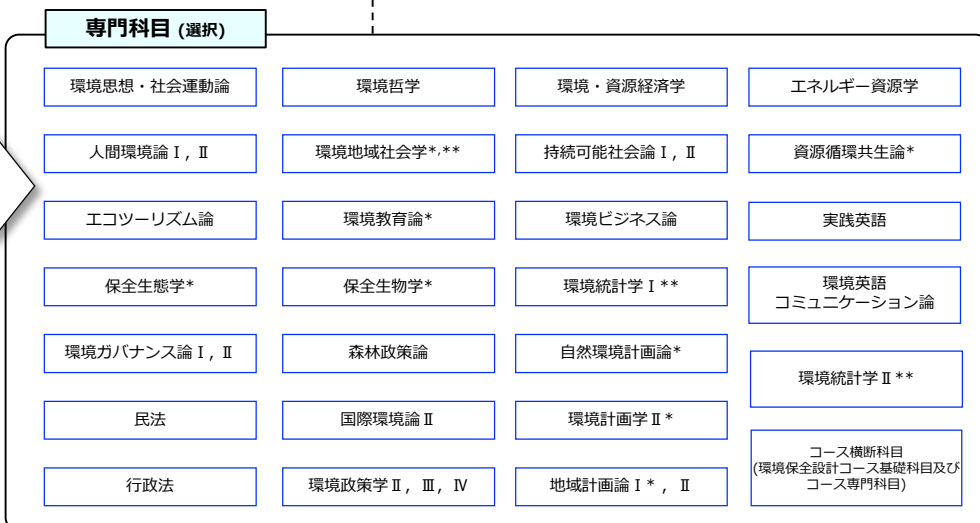 専門科目 (選択)
環境思想・社会運動論
環境哲学
環境・資源経済学
エネルギー資源学
人間環境論Ⅰ, Ⅱ
環境地域社会学*,**
持続可能社会論Ⅰ, Ⅱ
資源循環共生論*
エコツーリズム論
環境教育論*
環境ビジネス論
実践英語
保全生態学*
保全生物学*
環境統計学Ⅰ**
環境英語
コミュニケーション論
環境ガバナンス論Ⅰ, Ⅱ
森林政策論
自然環境計画論*
環境統計学Ⅱ**
民法
国際環境論Ⅱ
環境計画学Ⅱ*
行政法
環境政策学Ⅱ, Ⅲ, Ⅳ
地域計画論Ⅰ*, Ⅱ
コース横断科目
(環境保全設計コース基礎科目及び
コース専門科目)